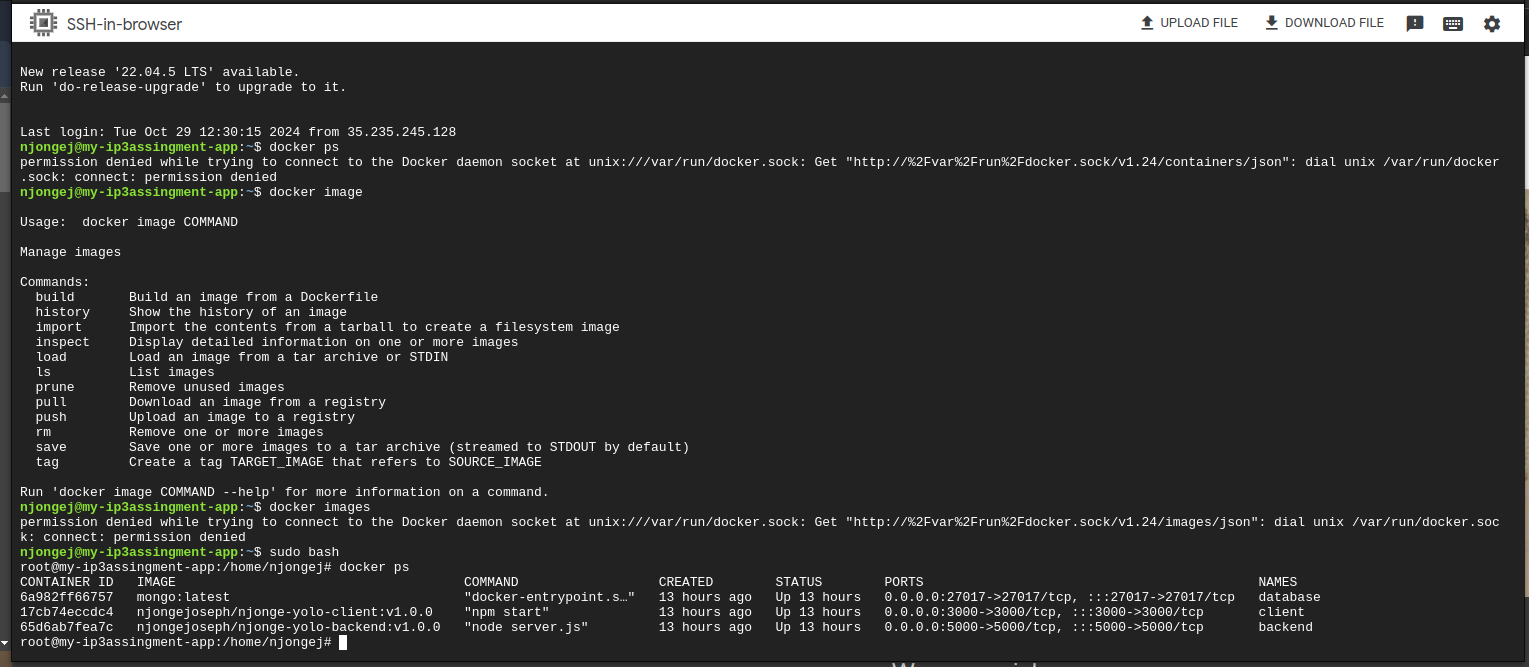 SSH-in-browser
UPLOAD FILE
DOWNLOAD FILE
New release '22.04.5 LTS' available.
Run 'do-release-upgrade' to upgrade to it.
Last login: Tue Oct 29 12:30:15 2024 from 35.235.245.128
njongej@my-ip3assingment-app:~$ docker ps
permission denied while trying to connect to the Docker daemon socket at unix:///var/run/docker.sock: Get "http://%2Fvar%2Frun%2Fdocker.sock/v1.24/containers/json": dial unix /var/run/docker
.sock: connect: permission denied
njongej@my-ip3assingment-app:~$ docker image
Usage:  docker image COMMAND
Manage images
Commands:
  build       Build an image from a Dockerfile
  history     Show the history of an image
  import      Import the contents from a tarball to create a filesystem image
  inspect     Display detailed information on one or more images
  load        Load an image from a tar archive or STDIN
  ls          List images
  prune       Remove unused images
  pull        Download an image from a registry
  push        Upload an image to a registry
  rm          Remove one or more images
  save        Save one or more images to a tar archive (streamed to STDOUT by default)
  tag         Create a tag TARGET_IMAGE that refers to SOURCE_IMAGE
Run 'docker image COMMAND --help' for more information on a command.
njongej@my-ip3assingment-app:~$ docker images
permission denied while trying to connect to the Docker daemon socket at unix:///var/run/docker.sock: Get "http://%2Fvar%2Frun%2Fdocker.sock/v1.24/images/json": dial unix /var/run/docker.soc
k: connect: permission denied
njongej@my-ip3assingment-app:~$ sudo bash
root@my-ip3assingment-app:/home/njongej# docker ps
CONTAINER ID   IMAGE                                     COMMAND                  CREATED        STATUS        PORTS                                           NAMES
6a982ff66757   mongo:latest                              "docker-entrypoint.s…"   13 hours ago   Up 13 hours   0.0.0.0:27017->27017/tcp, :::27017->27017/tcp   database
17cb74eccdc4   njongejoseph/njonge-yolo-client:v1.0.0    "npm start"              13 hours ago   Up 13 hours   0.0.0.0:3000->3000/tcp, :::3000->3000/tcp       client
65d6ab7fea7c   njongejoseph/njonge-yolo-backend:v1.0.0   "node server.js"         13 hours ago   Up 13 hours   0.0.0.0:5000->5000/tcp, :::5000->5000/tcp       backend
root@my-ip3assingment-app:/home/njongej#